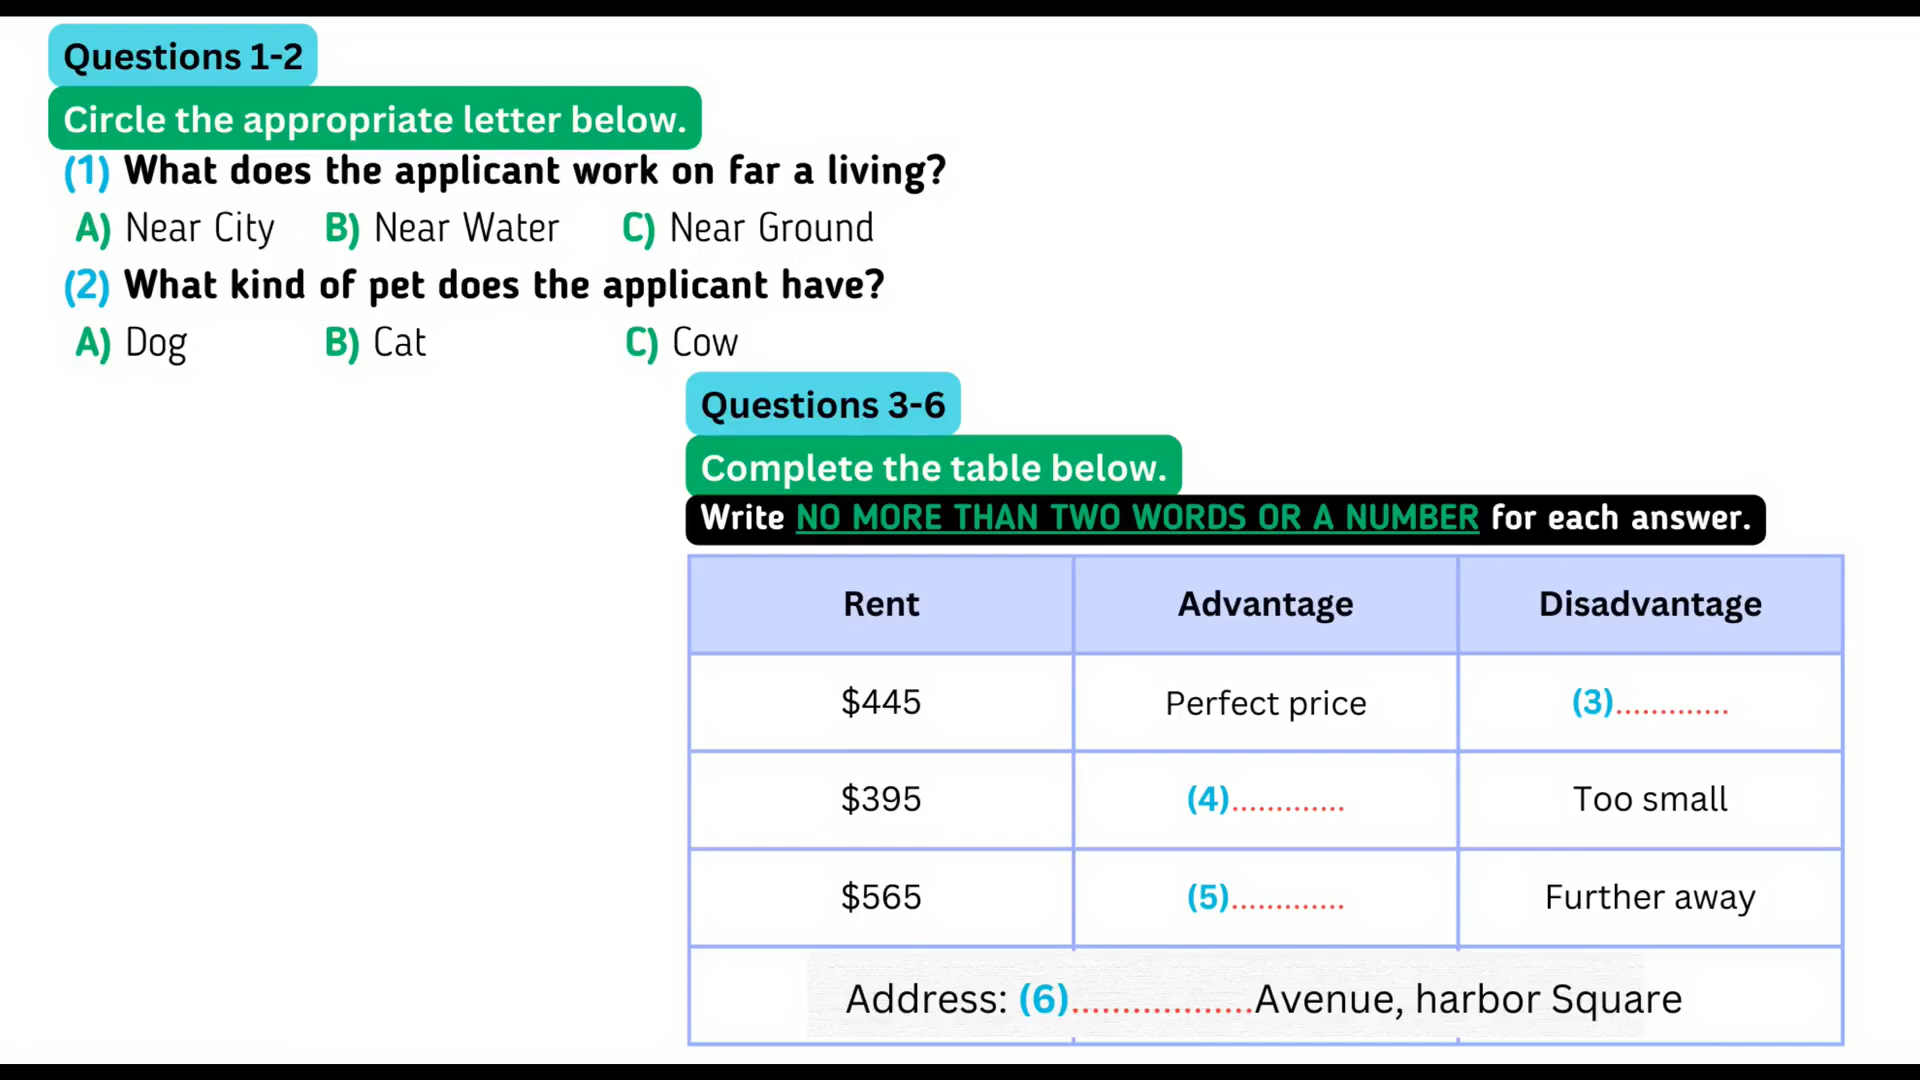 Questions 1-2
Circle the appropriate letter below.
(1) What does the applicant work on far a living?
A) Near City B) Near Water C) Near Ground
(2) What kind of pet does the applicant have?
A) Dog B) Cat C) Cow
Questions 3-6
Complete the table below.
Write NO MORE THAN TWO WORDS OR A NUMBER for each answer.
Rent Advantage Disadvantage
$445 Perfect price (3).............
$395 (4)............. Too small
$565 (5)............. Further away
Address: (6)..................Avenue, harbor Square